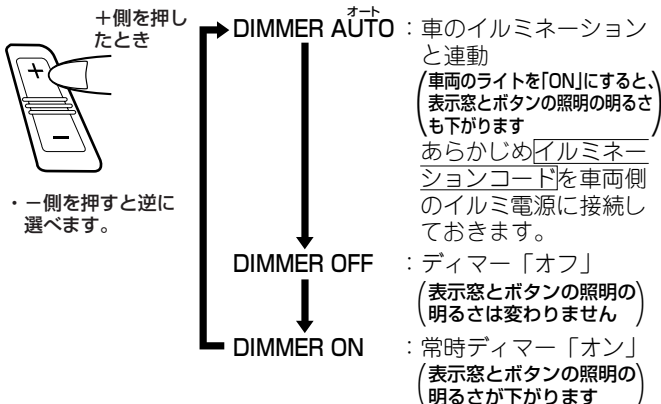 ＋側を押し
たとき
＋
－
・－側を押すと逆に
選べます。
オート
DIMMER AUTO：車のイルミネーション
と連動
(車両のライトを「ON」にすると、
表示窓とボタンの照明の明るさ
も下がります)
あらかじめイルミネー
ションコードを車両側
のイルミ電源に接続し
ておきます。
DIMMER OFF：ディマー「オフ」
(表示窓とボタンの照明の
明るさは変わりません)
DIMMER ON：常時ディマー「オン」
(表示窓とボタンの照明の
明るさが下がります)